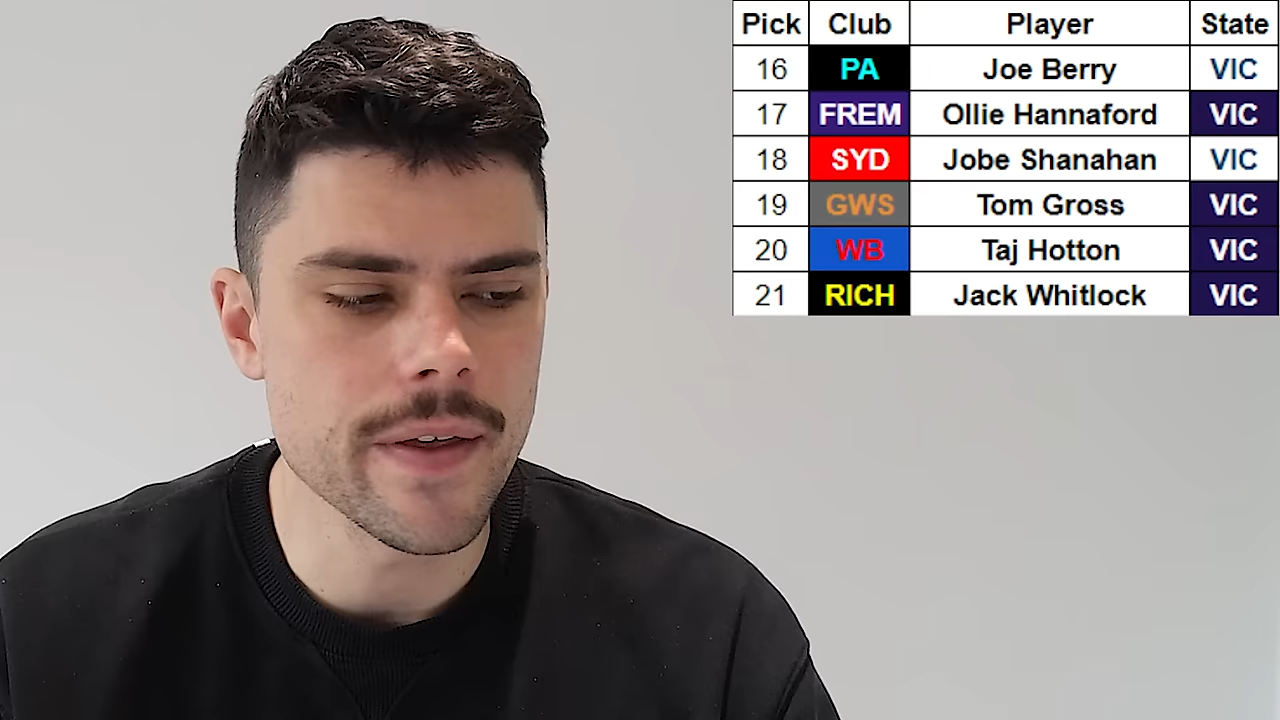 Pick Club Player State
16 PA Joe Berry VIC
17 FREM Ollie Hannaford VIC
18 SYD Jobe Shanahan VIC
19 GWS Tom Gross VIC
20 WB Taj Hotton VIC
21 RICH Jack Whitlock VIC